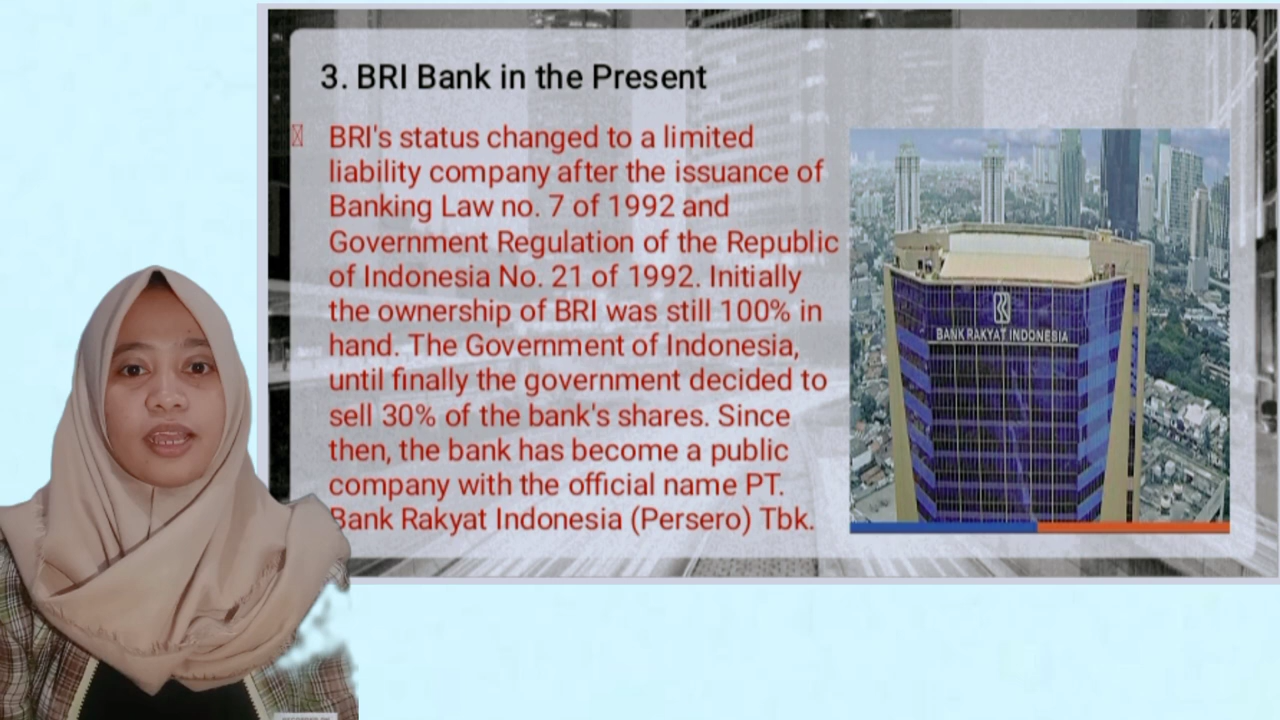 3. BRI Bank in the Present
BRI's status changed to a limited
liability company after the issuance of
Banking Law no. 7 of 1992 and
Government Regulation of the Republic
of Indonesia No. 21 of 1992. Initially
the ownership of BRI was still 100% in
hand. The Government of Indonesia,
until finally the government decided to
sell 30% of the bank's shares. Since
then, the bank has become a public
company with the official name PT.
Bank Rakyat Indonesia (Persero) Tbk.
BANK RAKYAT INDONESIA